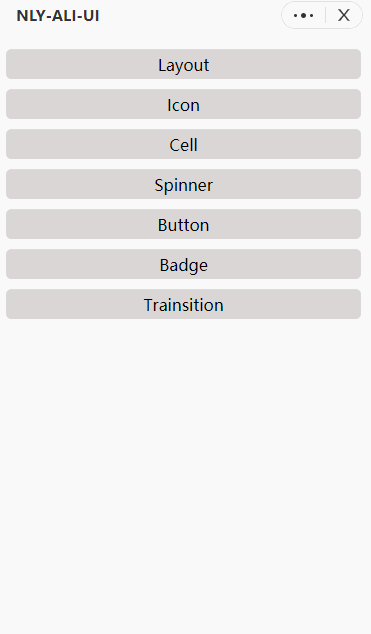 NLY-ALI-UI
Layout
Icon
Cell
Spinner
Button
Badge
Trainsition